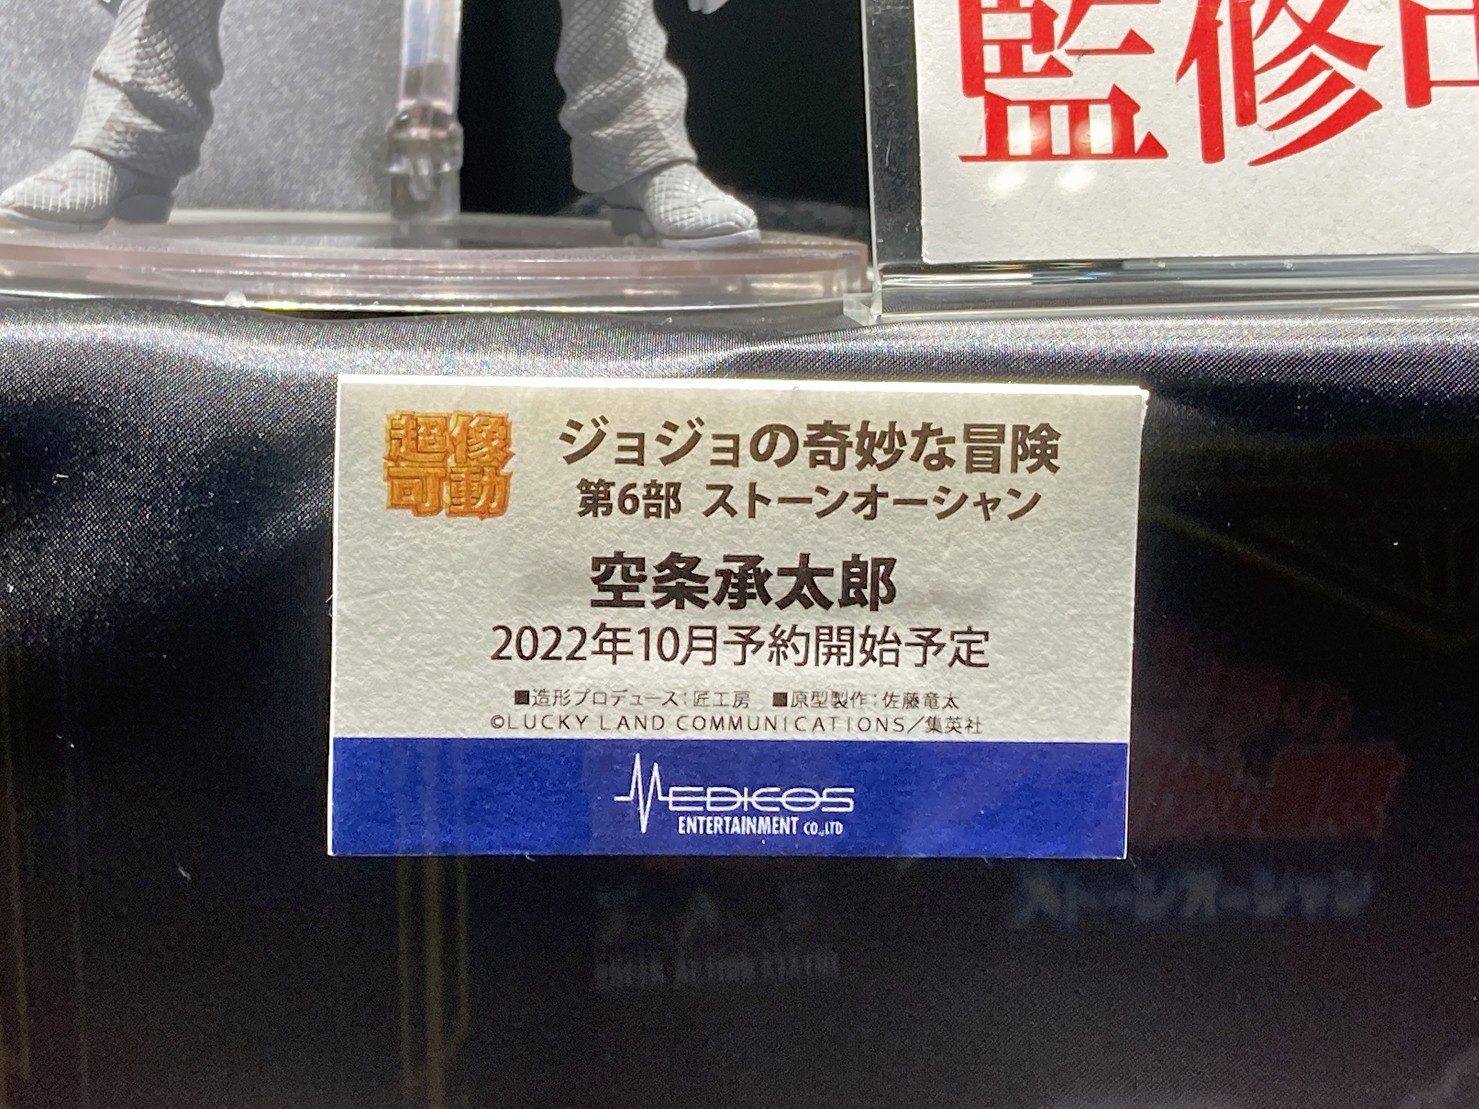 監修中
超像
可動
ジョジョの奇妙な冒険
第6部 ストーンオーシャン
空条承太郎
2022年10月予約開始予定
■造形プロデュース：匠工房 ■原型製作：佐藤竜太
©LUCKY LAND COMMUNICATIONS／集英社
MEDICOS
ENTERTAINMENT CO.,LTD
ストーンオーシャン